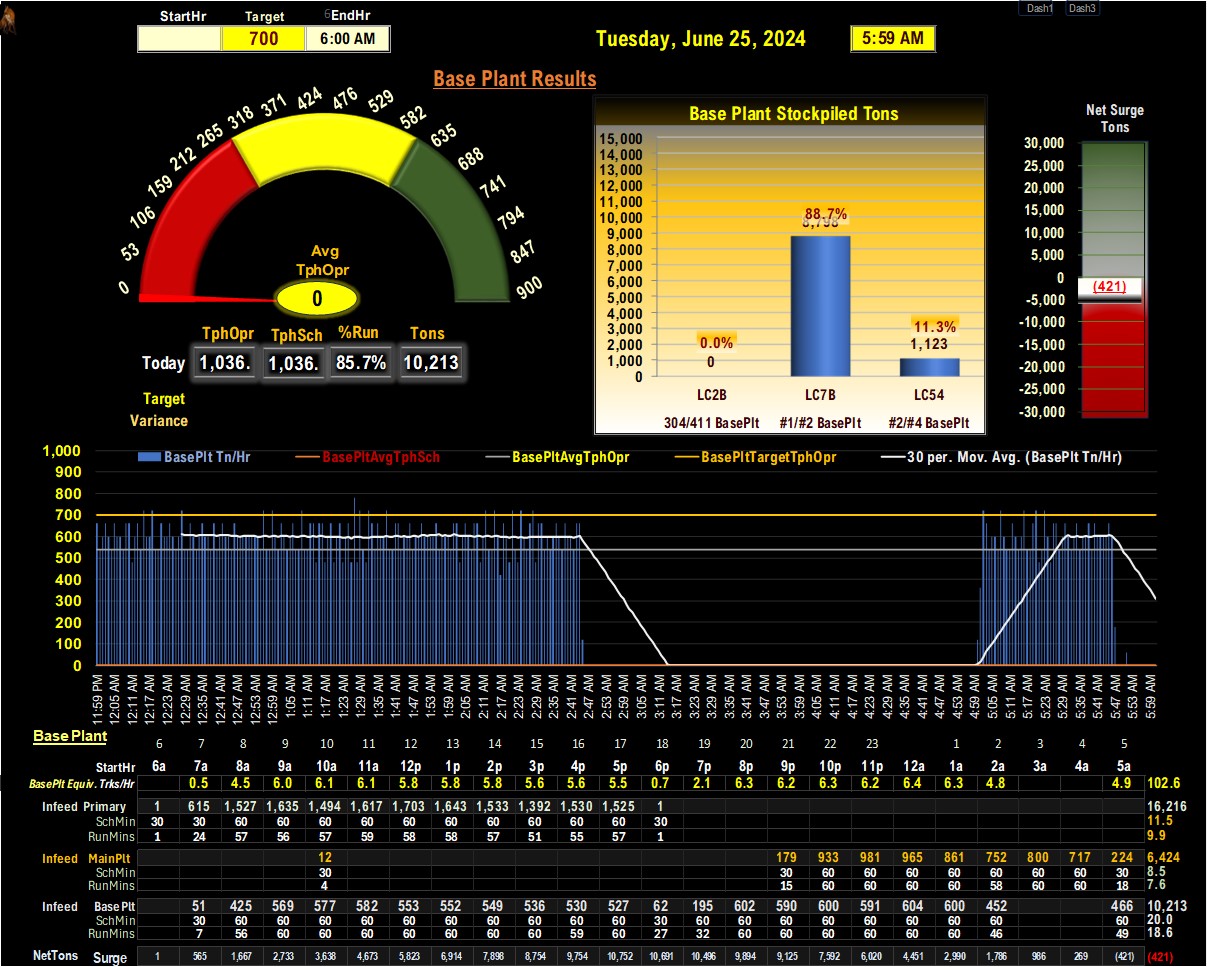 Dash1 Dash3
StartHr Target 6 EndHr
700 6:00 AM
Tuesday, June 25, 2024 5:59 AM
Base Plant Results
0 53 106 159 212 265 318 371 424 476 529 582 635 688 741 794 847 900
Avg
TphOpr
0
TphOpr TphSch %Run Tons
Today 1,036. 1,036. 85.7% 10,213
Target
Variance
Base Plant Stockpiled Tons
15,000
14,000
13,000
12,000
11,000
10,000
9,000
8,000
7,000
6,000
5,000
4,000
3,000
2,000
1,000
0
88.7%
8,798
11.3%
1,123
0.0%
0
LC2B LC7B LC54
304/411 BasePlt #1/#2 BasePlt #2/#4 BasePlt
Net Surge
Tons
30,000
25,000
20,000
15,000
10,000
5,000
0
(421)
-5,000
-10,000
-15,000
-20,000
-25,000
-30,000
BasePlt Tn/Hr BasePltAvgTphSch BasePltAvgTphOpr BasePltTargetTphOpr 30 per. Mov. Avg. (BasePlt Tn/Hr)
1,000
900
800
700
600
500
400
300
200
100
0
11:59 PM 12:05 AM 12:11 AM 12:17 AM 12:23 AM 12:29 AM 12:35 AM 12:41 AM 12:47 AM 12:53 AM 12:59 AM 1:05 AM 1:11 AM 1:17 AM 1:23 AM 1:29 AM 1:35 AM 1:41 AM 1:47 AM 1:53 AM 1:59 AM 2:05 AM 2:11 AM 2:17 AM 2:23 AM 2:29 AM 2:35 AM 2:41 AM 2:47 AM 2:53 AM 2:59 AM 3:05 AM 3:11 AM 3:17 AM 3:23 AM 3:29 AM 3:35 AM 3:41 AM 3:47 AM 3:53 AM 3:59 AM 4:05 AM 4:11 AM 4:17 AM 4:23 AM 4:29 AM 4:35 AM 4:41 AM 4:47 AM 4:53 AM 4:59 AM 5:05 AM 5:11 AM 5:17 AM 5:23 AM 5:29 AM 5:35 AM 5:41 AM 5:47 AM 5:53 AM 5:59 AM
Base Plant
6 7 8 9 10 11 12 13 14 15 16 17 18 19 20 21 22 23 1 2 3 4 5
StartHr 6a 7a 8a 9a 10a 11a 12p 1p 2p 3p 4p 5p 6p 7p 8p 9p 10p 11p 12a 1a 2a 3a 4a 5a
BasePlt Equiv. Trks/Hr 0.5 4.5 6.0 6.1 6.1 5.8 5.8 5.8 5.6 5.6 5.5 0.7 2.1 6.3 6.2 6.3 6.2 6.4 6.3 4.8 4.9 102.6
Infeed Primary 1 615 1,527 1,635 1,494 1,617 1,703 1,643 1,533 1,392 1,530 1,525 1 16,216
SchMin 30 30 60 60 60 60 60 60 60 60 60 60 30 11.5
RunMins 1 24 57 56 57 59 58 58 57 51 55 57 1 9.9
Infeed MainPlt 12 179 933 981 965 861 752 800 717 224 6,424
SchMin 30 30 60 60 60 60 60 60 60 30 8.5
RunMins 4 15 60 60 60 60 58 60 60 18 7.6
Infeed BasePlt 51 425 569 577 582 553 552 549 536 530 527 62 195 602 590 600 591 604 600 452 466 10,213
SchMin 30 60 60 60 60 60 60 60 60 60 60 30 60 60 60 60 60 60 60 60 60 20.0
RunMins 7 56 60 60 60 60 60 60 60 59 60 27 32 60 60 60 60 60 60 46 49 18.6
NetTons Surge 1 565 1,667 2,733 3,638 4,673 5,823 6,914 7,898 8,754 9,754 10,752 10,691 10,496 9,894 9,125 7,592 6,020 4,451 2,990 1,786 986 269 (421) (421)